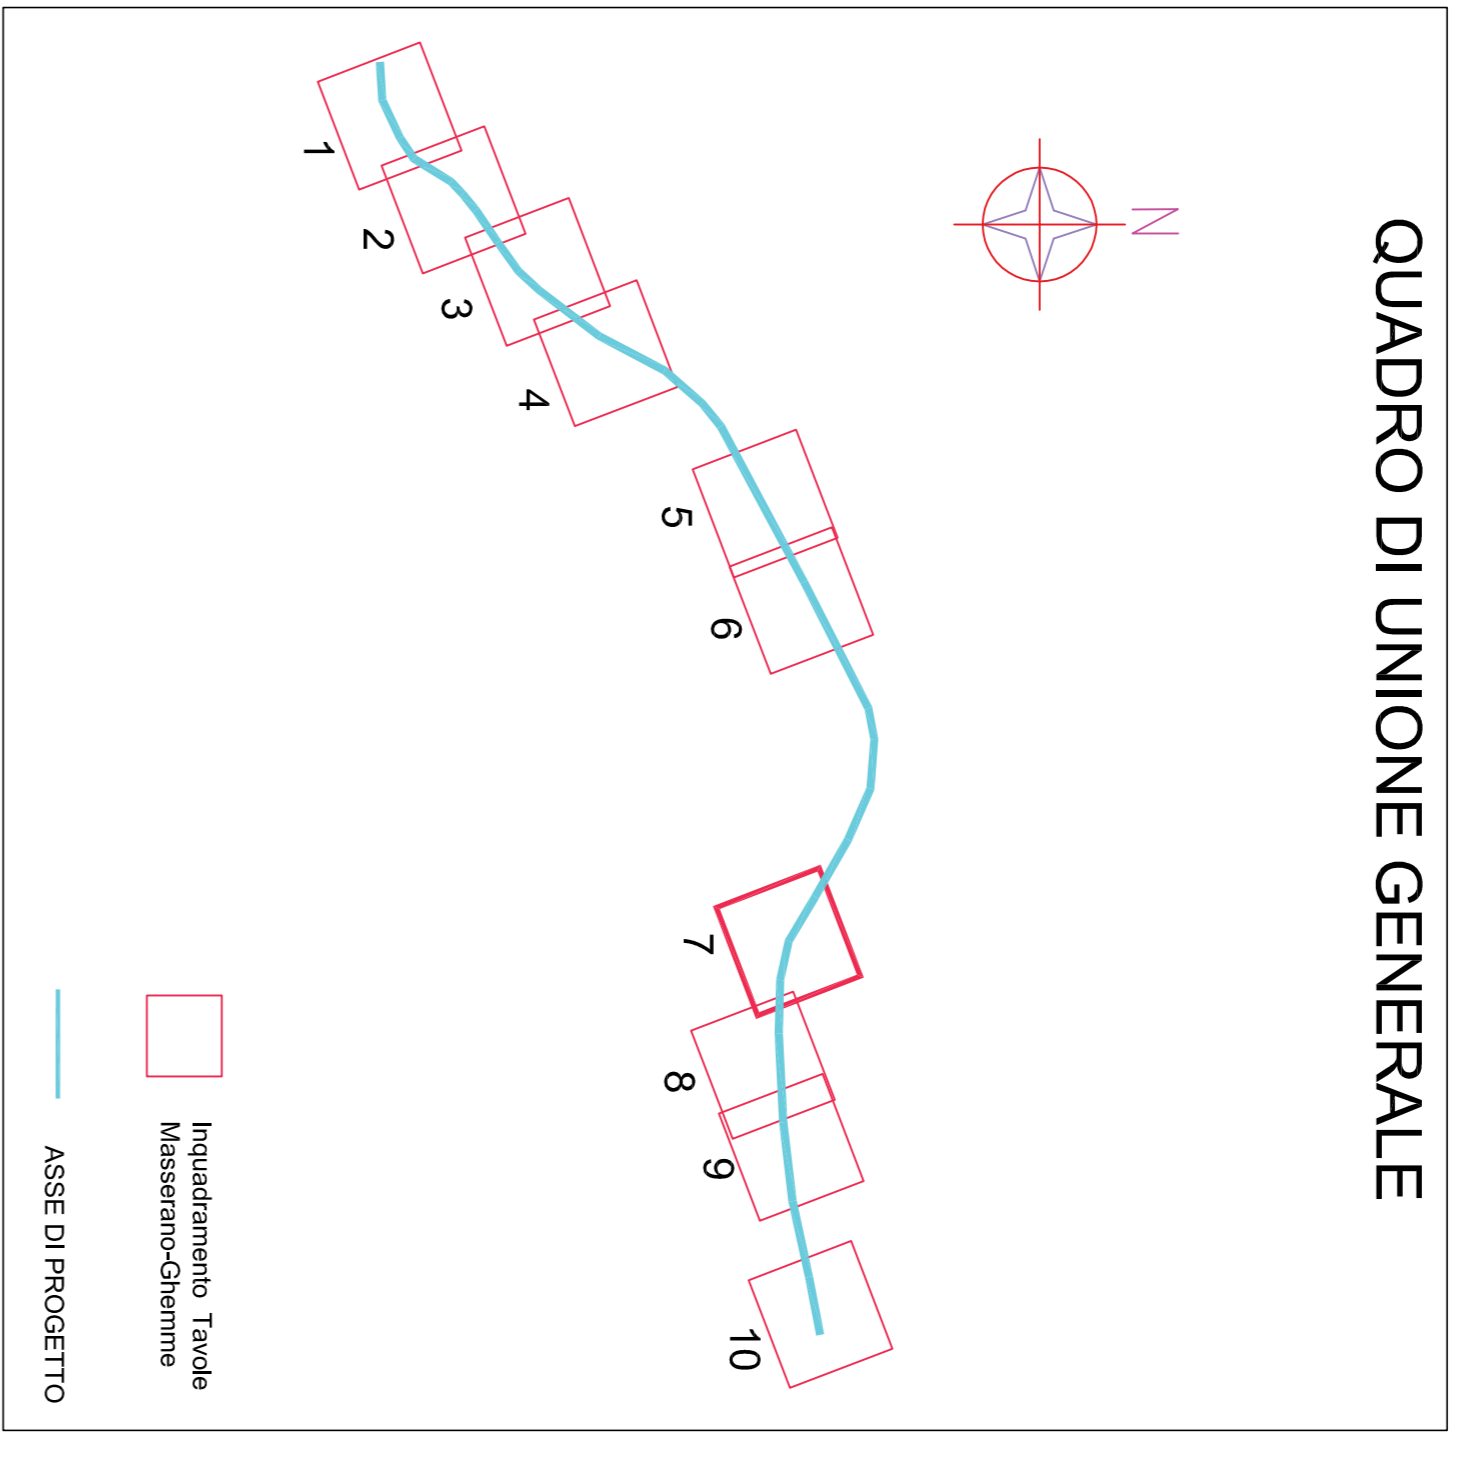 QUADRO DI UNIONE GENERALE
N
1
2
3
4
5
6
7
8
9
10
Inquadramento Tavole
Masserano-Ghemme
ASSE DI PROGETTO